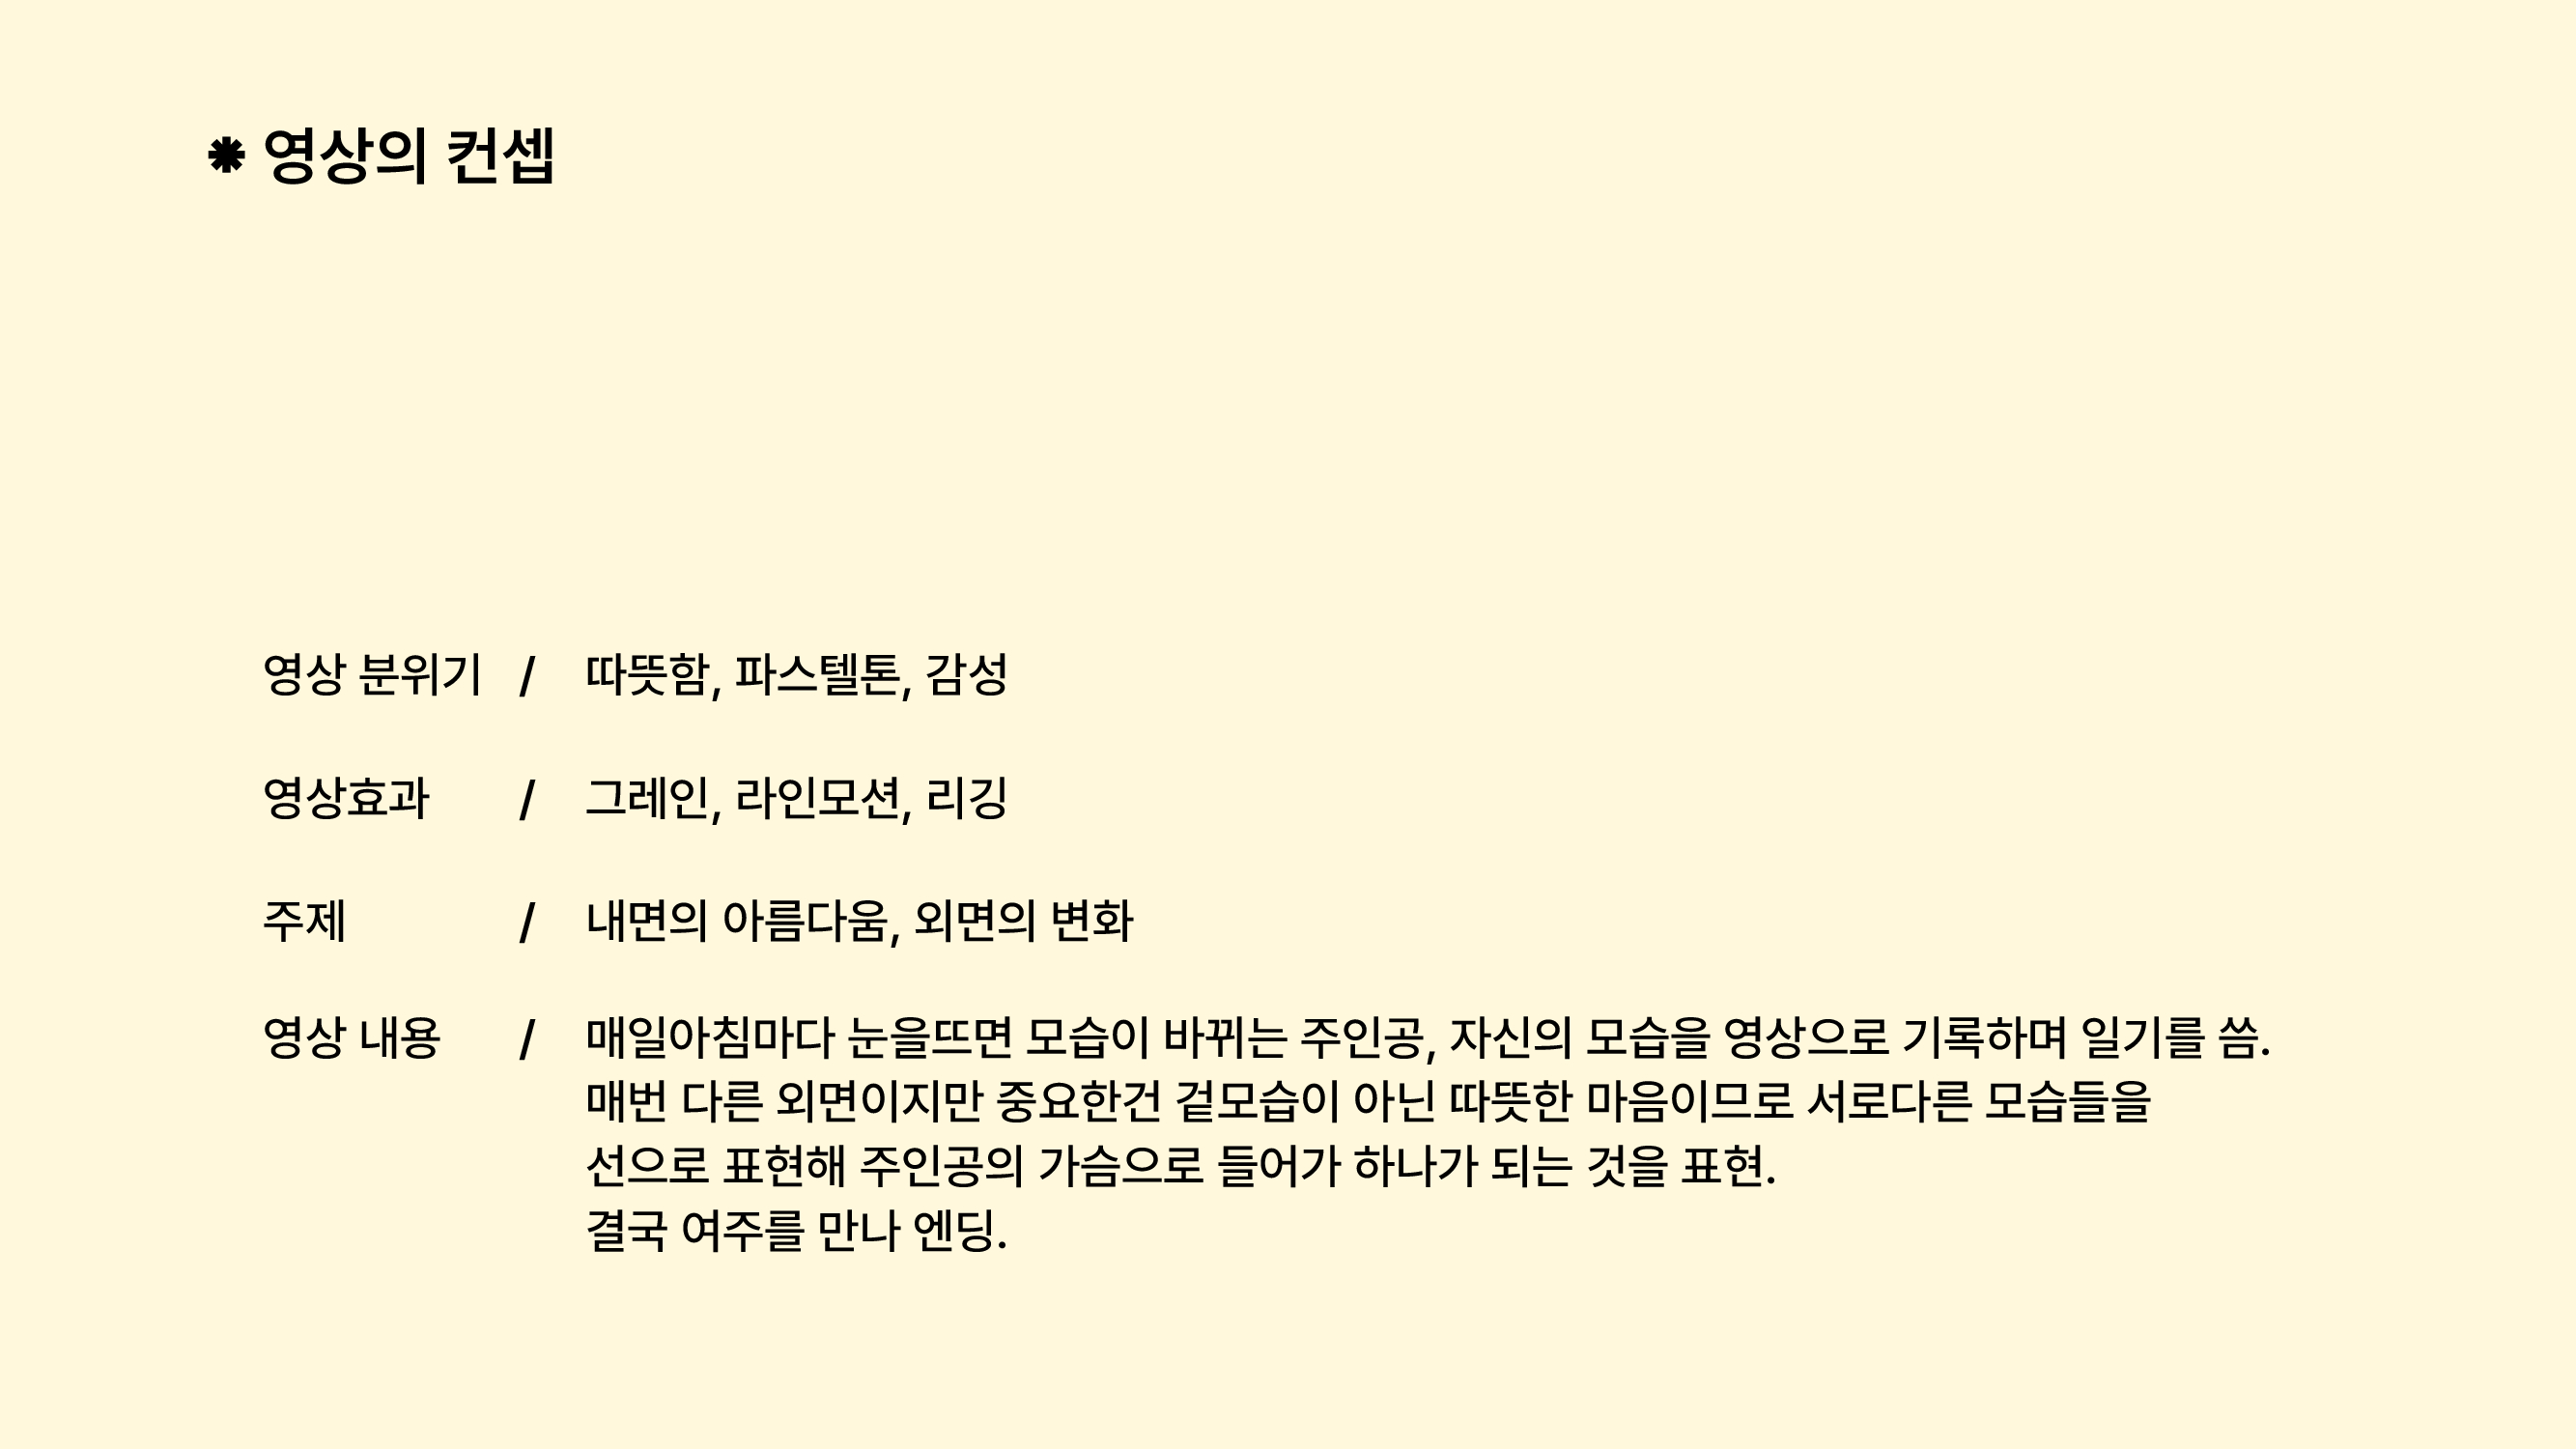 ✸ 영상의 컨셉
영상 분위기 / 따뜻함, 파스텔톤, 감성
영상효과 / 그레인, 라인모션, 리깅
주제 / 내면의 아름다움, 외면의 변화
영상 내용 / 매일아침마다 눈을뜨면 모습이 바뀌는 주인공, 자신의 모습을 영상으로 기록하며 일기를 씀.
매번 다른 외면이지만 중요한건 겉모습이 아닌 따뜻한 마음이므로 서로다른 모습들을
선으로 표현해 주인공의 가슴으로 들어가 하나가 되는 것을 표현.
결국 여주를 만나 엔딩.